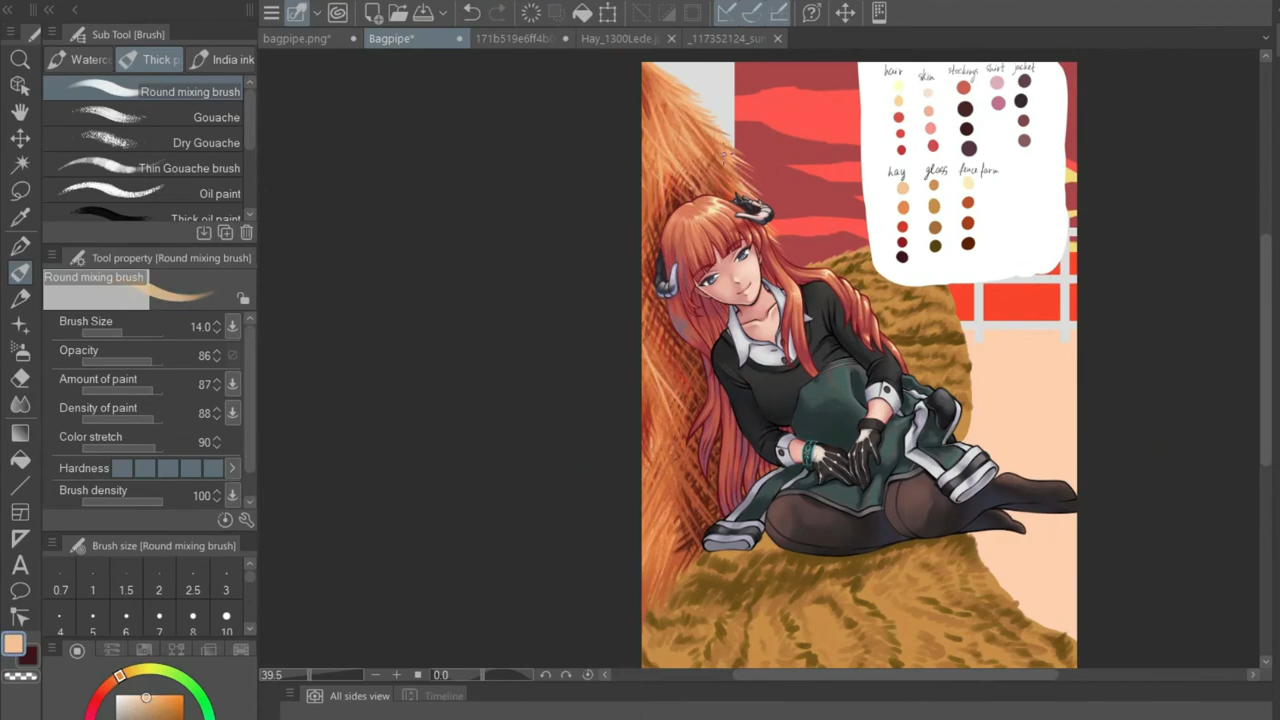 Sub Tool [Brush]
Waterc
Thick p
India ink
Round mixing brush
Gouache
Dry Gouache
Thin Gouache brush
Oil paint
Thick oil paint
Tool property [Round mixing brush]
Round mixing brush
Brush Size 14.0
Opacity 86
Amount of paint 87
Density of paint 88
Color stretch 90
Hardness
Brush density 100
Brush size [Round mixing brush]
0.7 1 1.5 2 2.5 3
4 5 6 7 8 10
bagpipe.png* Bagpipe* 171b519e6ff4b Hay_1300Lede.j _117352124_sun
hair skin stockings shirt jacket
hay glass fence farm
39.5 0.0
All sides view Timeline